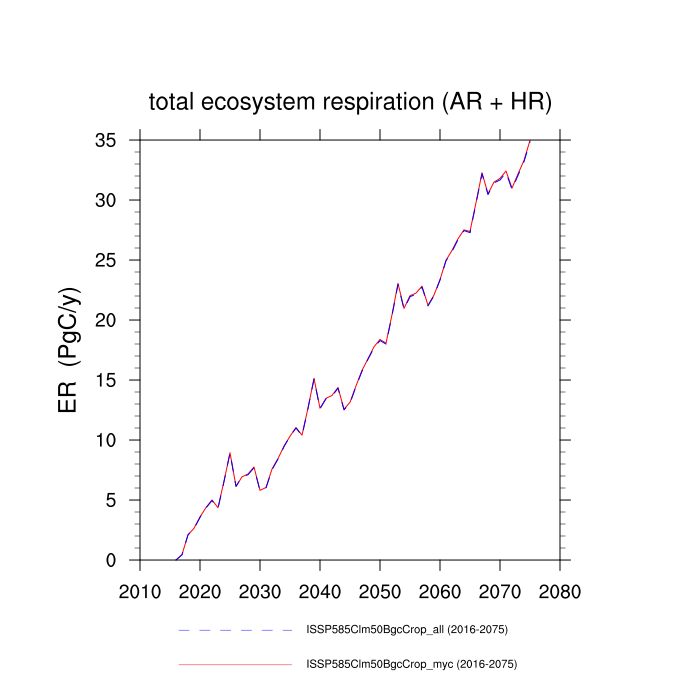 total ecosystem respiration (AR + HR)
ER (PgC/y)
35
30
25
20
15
10
5
0
2010 2020 2030 2040 2050 2060 2070 2080
ISSP585Clm50BgcCrop_all (2016-2075)
ISSP585Clm50BgcCrop_myc (2016-2075)